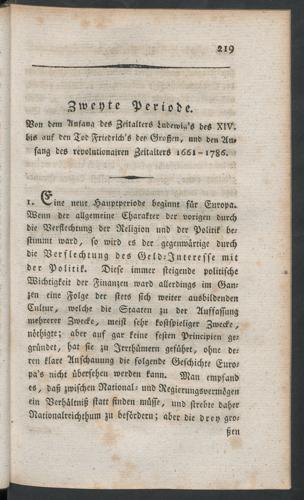 219
Zweyte Periode.
Von dem Anfang des Zeitalters Ludewig's des XIV.
bis auf den Tod Friedrich's des Großen, und den An-
fang des revolutionairen Zeitalters 1661-1786.
1. Eine neue Hauptperiode beginnt für Europa.
Wenn der allgemeine Charakter der vorigen durch
die Verflechtung der Religion und der Politik be-
stimmt ward, so wird es der gegenwärtige durch
die Verflechtung des Geld-Interesse mit
der Politik. Diese immer steigende politische
Wichtigkeit der Finanzen ward allerdings im Gan-
zen eine Folge der stets sich weiter ausbildenden
Cultur, welche die Staaten zu der Auffassung
mehrerer Zwecke, meist sehr kostspieliger Zwecke,
nöthigte; aber auf gar keine festen Principien ge-
gründet, hat sie zu Irrthümern geführt, ohne de-
ren klare Anschauung die folgende Geschichte Euro-
pa's nicht übersehen werden kann. Man empfand
es, daß zwischen National- und Regierungsvermögen
ein Verhältniß statt finden müsse, und strebte daher
Nationalreichthum zu befördern; aber die drey gro-
ßen